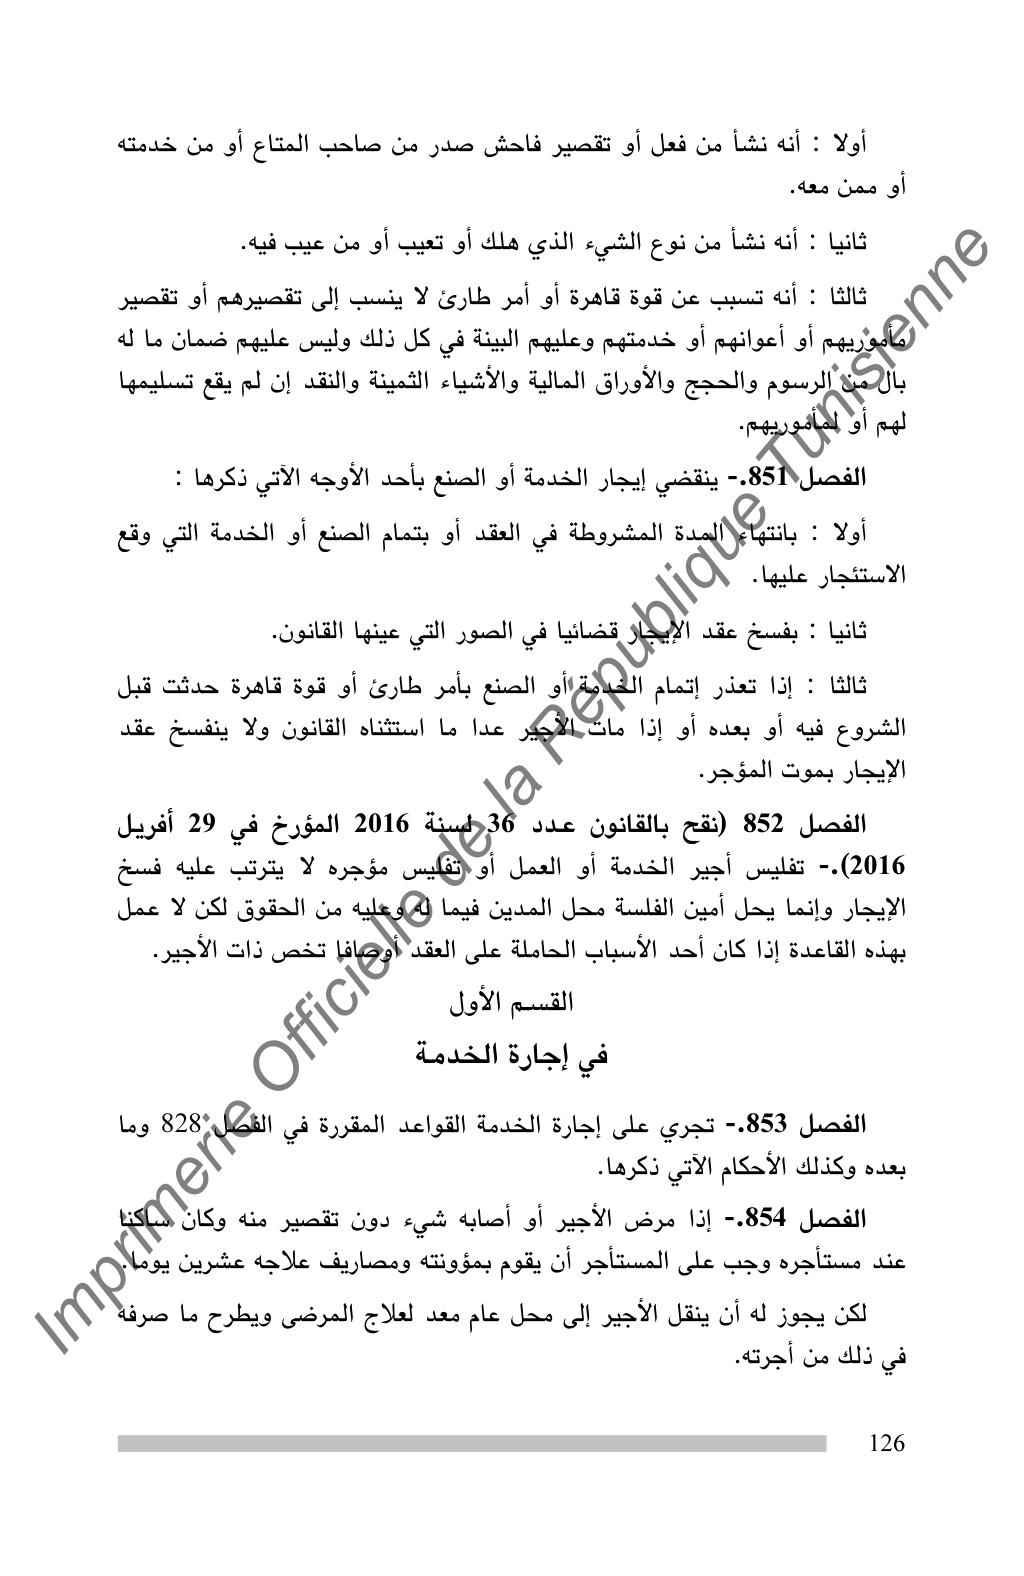 أولا : أنه نشأ من فعل أو تقصير فاحش صدر من صاحب المتاع أو من خدمته
أو ممن معه.
ثانيا : أنه نشأ من نوع الشيء الذي هلك أو تعيب أو من عيب فيه.
ثالثا : أنه تسبب عن قوة قاهرة أو أمر طارئ لا ينسب إلى تقصيرهم أو تقصير
مأموريهم أو أعوانهم أو خدمتهم وعليهم البينة في كل ذلك وليس عليهم ضمان ما له
بال من الرسوم والحجج والأوراق المالية والأشياء الثمينة والنقد إن لم يقع تسليمها
لهم أو لمأموريهم.
الفصل 851.- ينقضي إيجار الخدمة أو الصنع بأحد الأوجه الآتي ذكرها :
أولا : بانتهاء المدة المشروطة في العقد أو بتمام الصنع أو الخدمة التي وقع
الاستئجار عليها.
ثانيا : بفسخ عقد الإيجار قضائيا في الصور التي عينها القانون.
ثالثا : إذا تعذر إتمام الخدمة أو الصنع بأمر طارئ أو قوة قاهرة حدثت قبل
الشروع فيه أو بعده أو إذا مات الأجير عدا ما استثناه القانون ولا ينفسخ عقد
الإيجار بموت المؤجر.
الفصل 852 (نقح بالقانون عدد 36 لسنة 2016 المؤرخ في 29 أفريل
2016).- تفليس أجير الخدمة أو العمل أو تفليس مؤجره لا يترتب عليه فسخ
الإيجار وإنما يحل أمين الفلسة محل المدين فيما له وعليه من الحقوق لكن لا عمل
بهذه القاعدة إذا كان أحد الأسباب الحاملة على العقد أوصافا تخص ذات الأجير.
القسم الأول
في إجارة الخدمة
الفصل 853.- تجري على إجارة الخدمة القواعد المقررة في الفصل 828 وما
بعده وكذلك الأحكام الآتي ذكرها.
الفصل 854.- إذا مرض الأجير أو أصابه شيء دون تقصير منه وكان ساكنا
عند مستأجره وجب على المستأجر أن يقوم بمؤونته ومصاريف علاجه عشرين يوما.
لكن يجوز له أن ينقل الأجير إلى محل عام معد لعلاج المرضى ويطرح ما صرفه
في ذلك من أجرته.
126
Imprimerie Officielle de la République Tunisienne